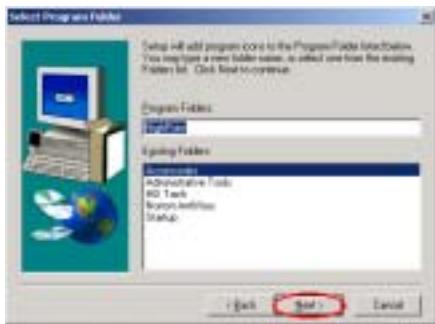 Select Program Folder
Setup will add program icons to the Program Folder listed below.
You may type a new folder name, or select one from the existing
Folders list. Click Next to continue.
Program Folders:
Existing Folders:
Accessories
Administrative Tools
Norton AntiVirus
Startup
< Back
Next >
Cancel